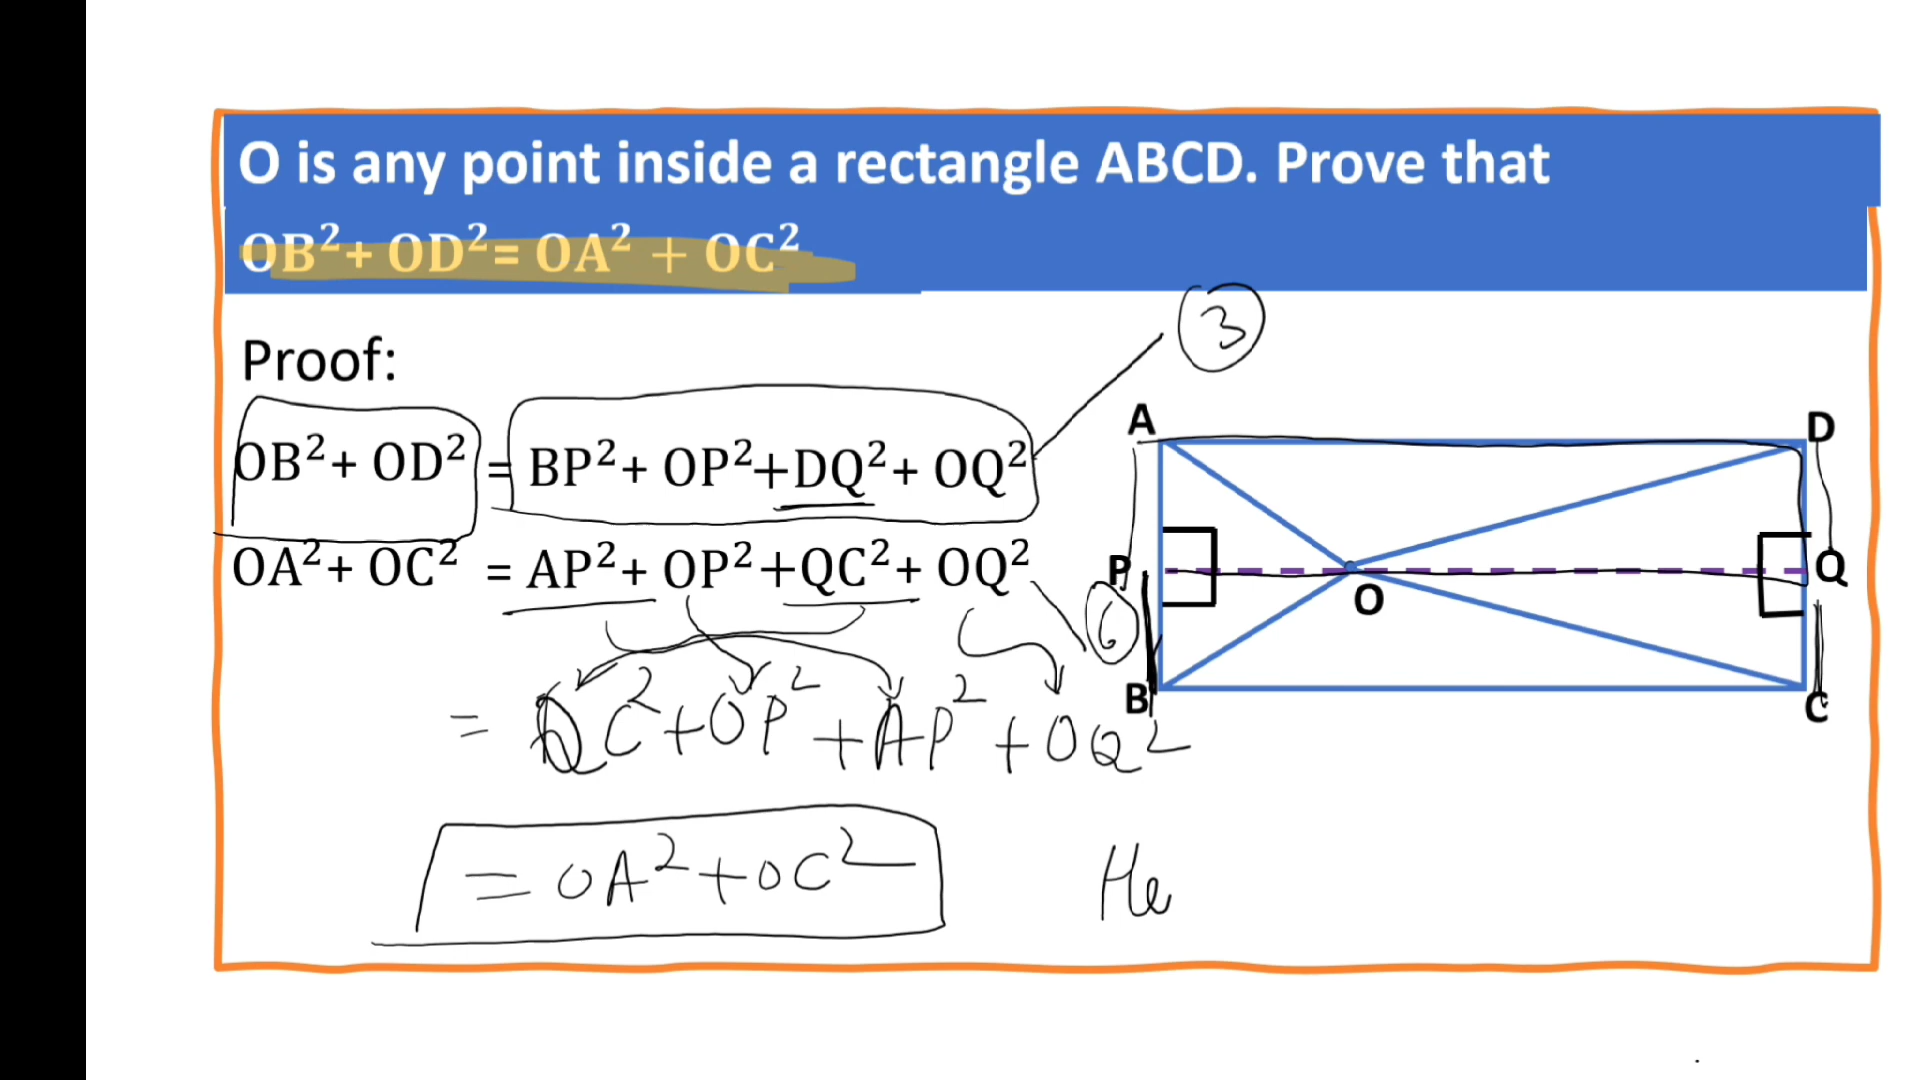 O is any point inside a rectangle ABCD. Prove that
OB²+ OD²= OA² + OC²
Proof:
③
OB²+ OD² = BP²+ OP²+DQ²+ OQ²
OA²+ OC² = AP²+ OP²+QC²+ OQ²
⑥
= QC²+OP²+AP²+OQ²
= OA²+OC²
He
A
D
P
O
Q
B
C